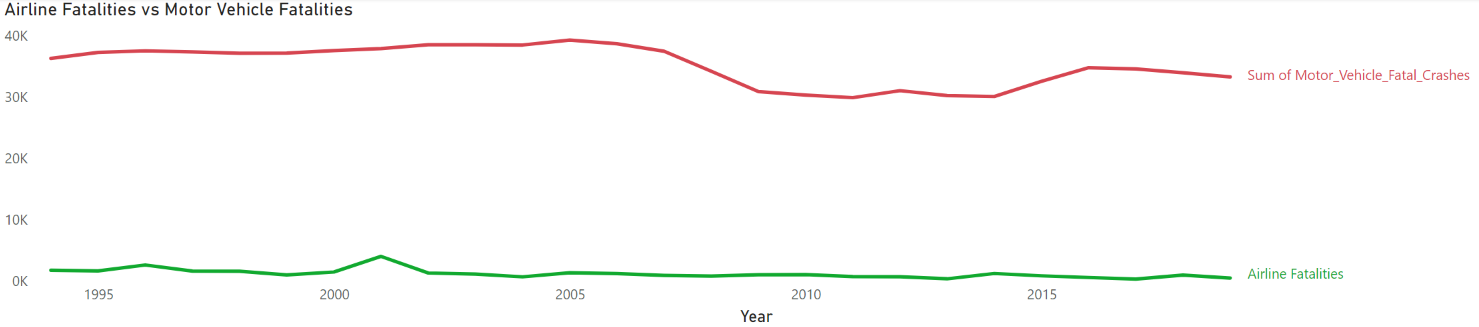 Airline Fatalities vs Motor Vehicle Fatalities
40K
30K
20K
10K
0K
Sum of Motor_Vehicle_Fatal_Crashes
Airline Fatalities
1995 2000 2005 2010 2015
Year